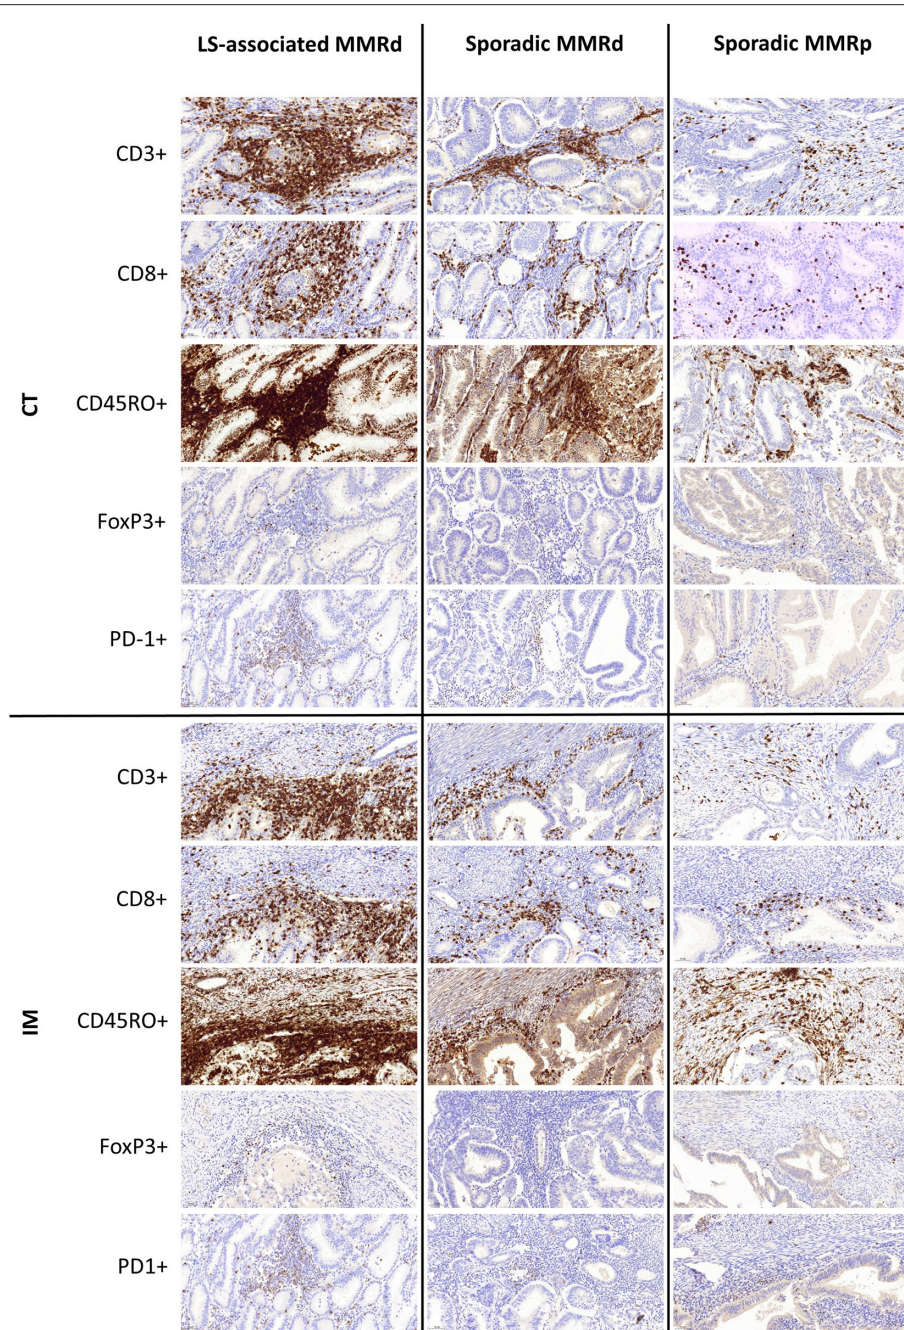 LS-associated MMRd Sporadic MMRd Sporadic MMRp
CT
CD3+
CD8+
CD45RO+
FoxP3+
PD-1+
IM
CD3+
CD8+
CD45RO+
FoxP3+
PD1+